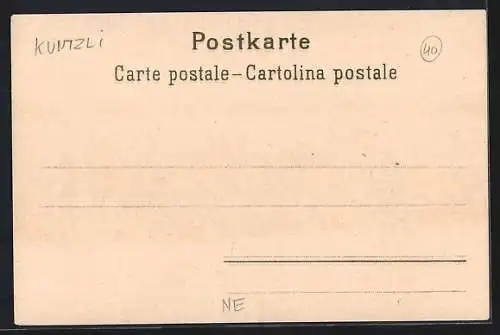 KUNZLi
Postkarte
40
Carte postale – Cartolina postale
NE